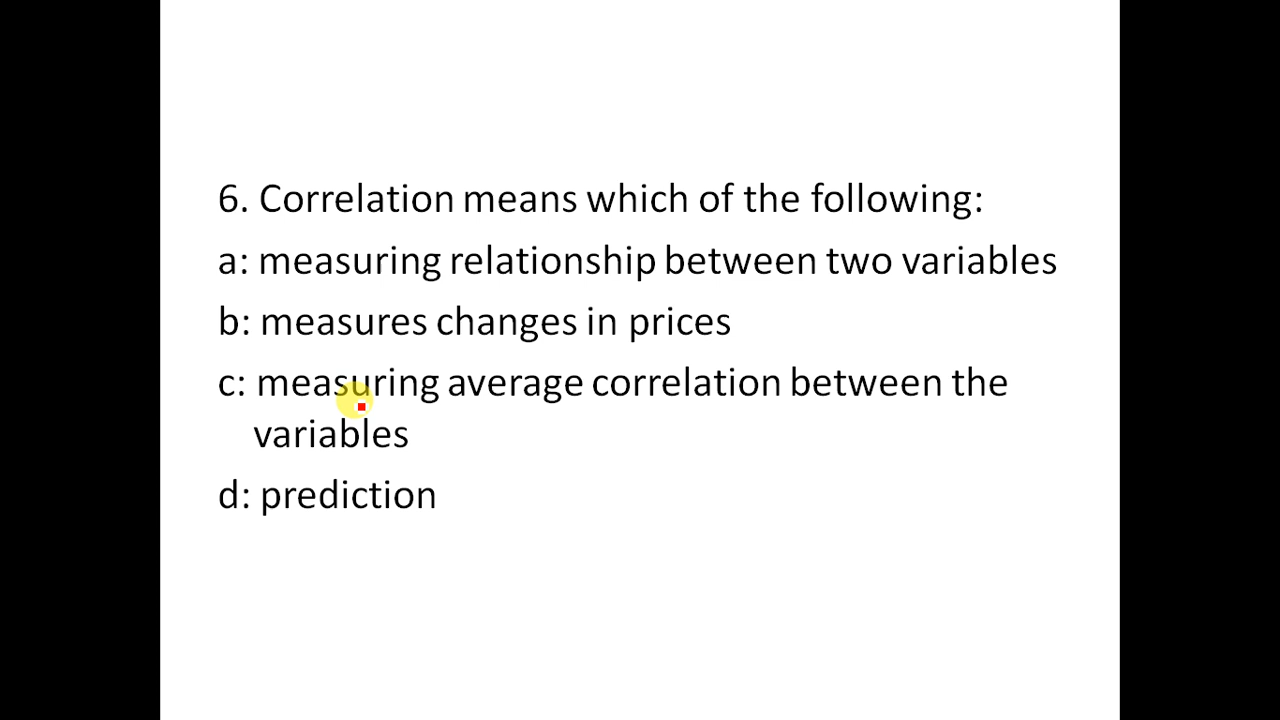 6. Correlation means which of the following:
a: measuring relationship between two variables
b: measures changes in prices
c: measuring average correlation between the
variables
d: prediction